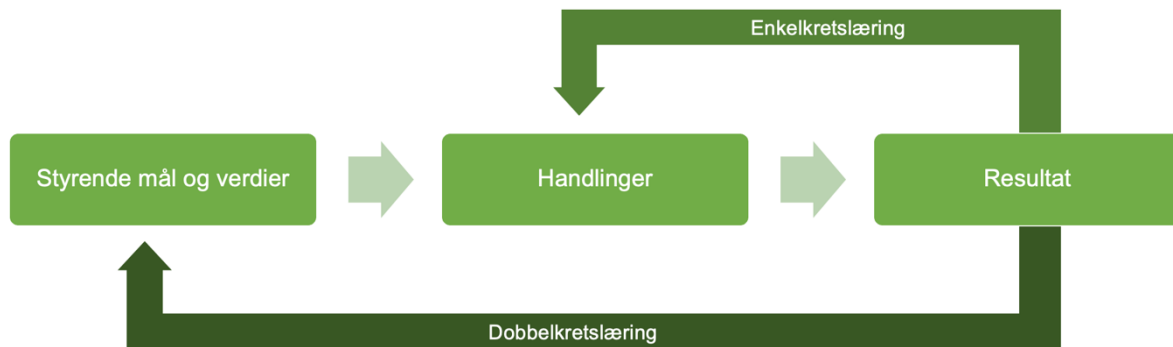 Enkelkretslæring
Styrende mål og verdier
Handlinger
Resultat
Dobbelkretslæring